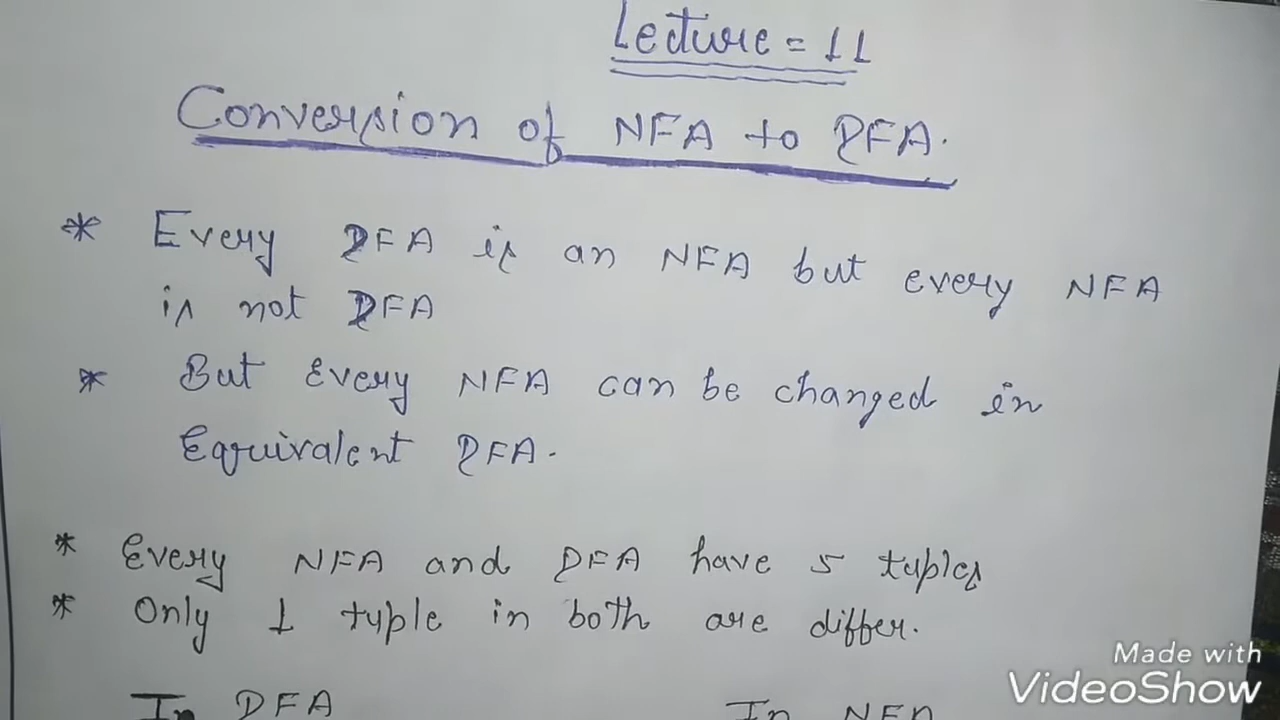 Lecture = 11
Conversion of NFA to DFA.
* Every DFA is an NFA but every NFA
is not DFA
* But Every NFA can be changed in
Equivalent DFA.
* Every NFA and DFA have 5 tuples
* Only 1 tuple in both are differ.
In DFA In NFA
Made with
VideoShow